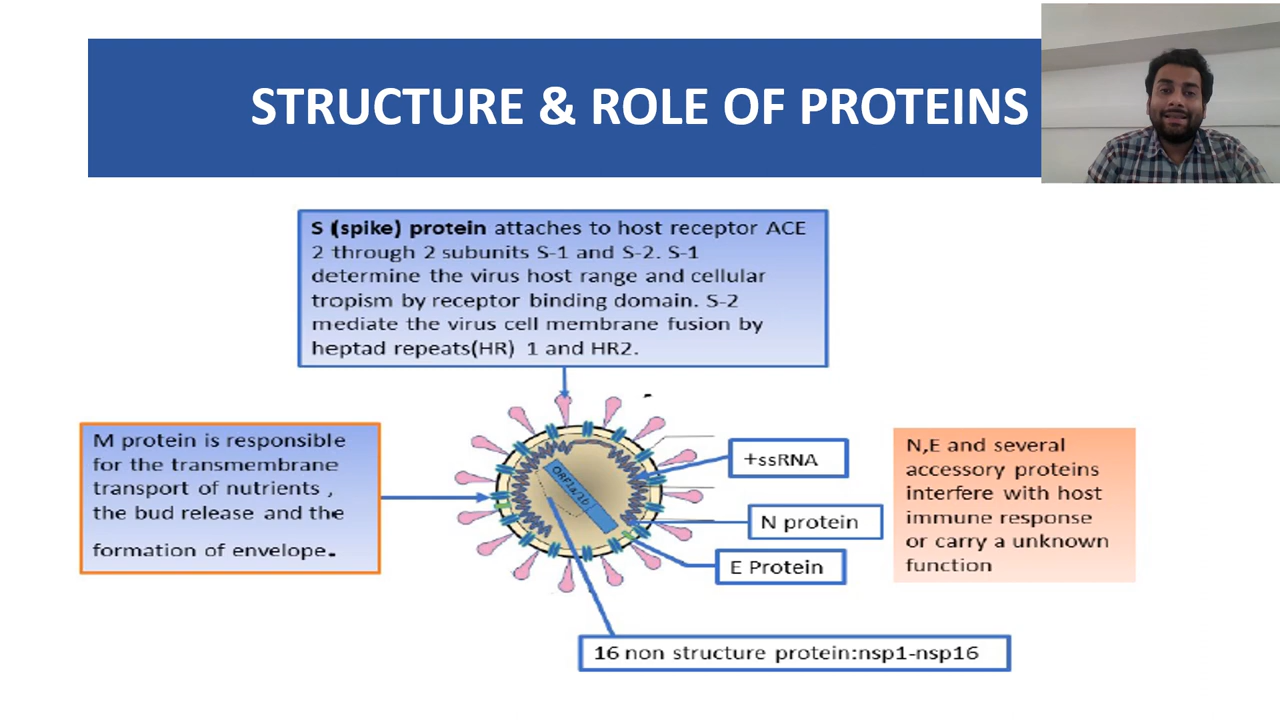 STRUCTURE & ROLE OF PROTEINS
S (spike) protein attaches to host receptor ACE
2 through 2 subunits S-1 and S-2. S-1
determine the virus host range and cellular
tropism by receptor binding domain. S-2
mediate the virus cell membrane fusion by
heptad repeats(HR) 1 and HR2.
M protein is responsible
for the transmembrane
transport of nutrients ,
the bud release and the
formation of envelope.
ORF1a/1b
+ssRNA
N protein
E Protein
N,E and several
accessory proteins
interfere with host
immune response
or carry a unknown
function
16 non structure protein:nsp1-nsp16